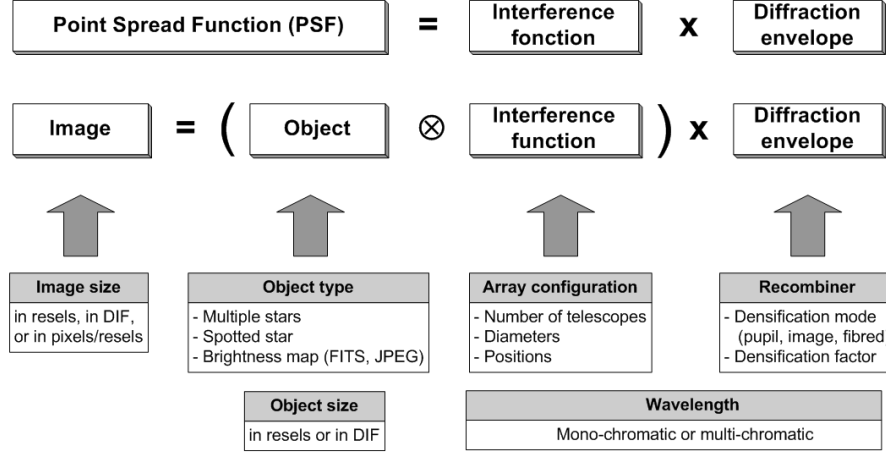 Point Spread Function (PSF) = Interference fonction x Diffraction envelope
Image = ( Object ⊗ Interference function ) x Diffraction envelope
Image size
in resels, in DIF,
or in pixels/resels
Object type
- Multiple stars
- Spotted star
- Brightness map (FITS, JPEG)
Array configuration
- Number of telescopes
- Diameters
- Positions
Recombiner
- Densification mode
(pupil, image, fibred
- Densification factor
Object size
in resels or in DIF
Wavelength
Mono-chromatic or multi-chromatic